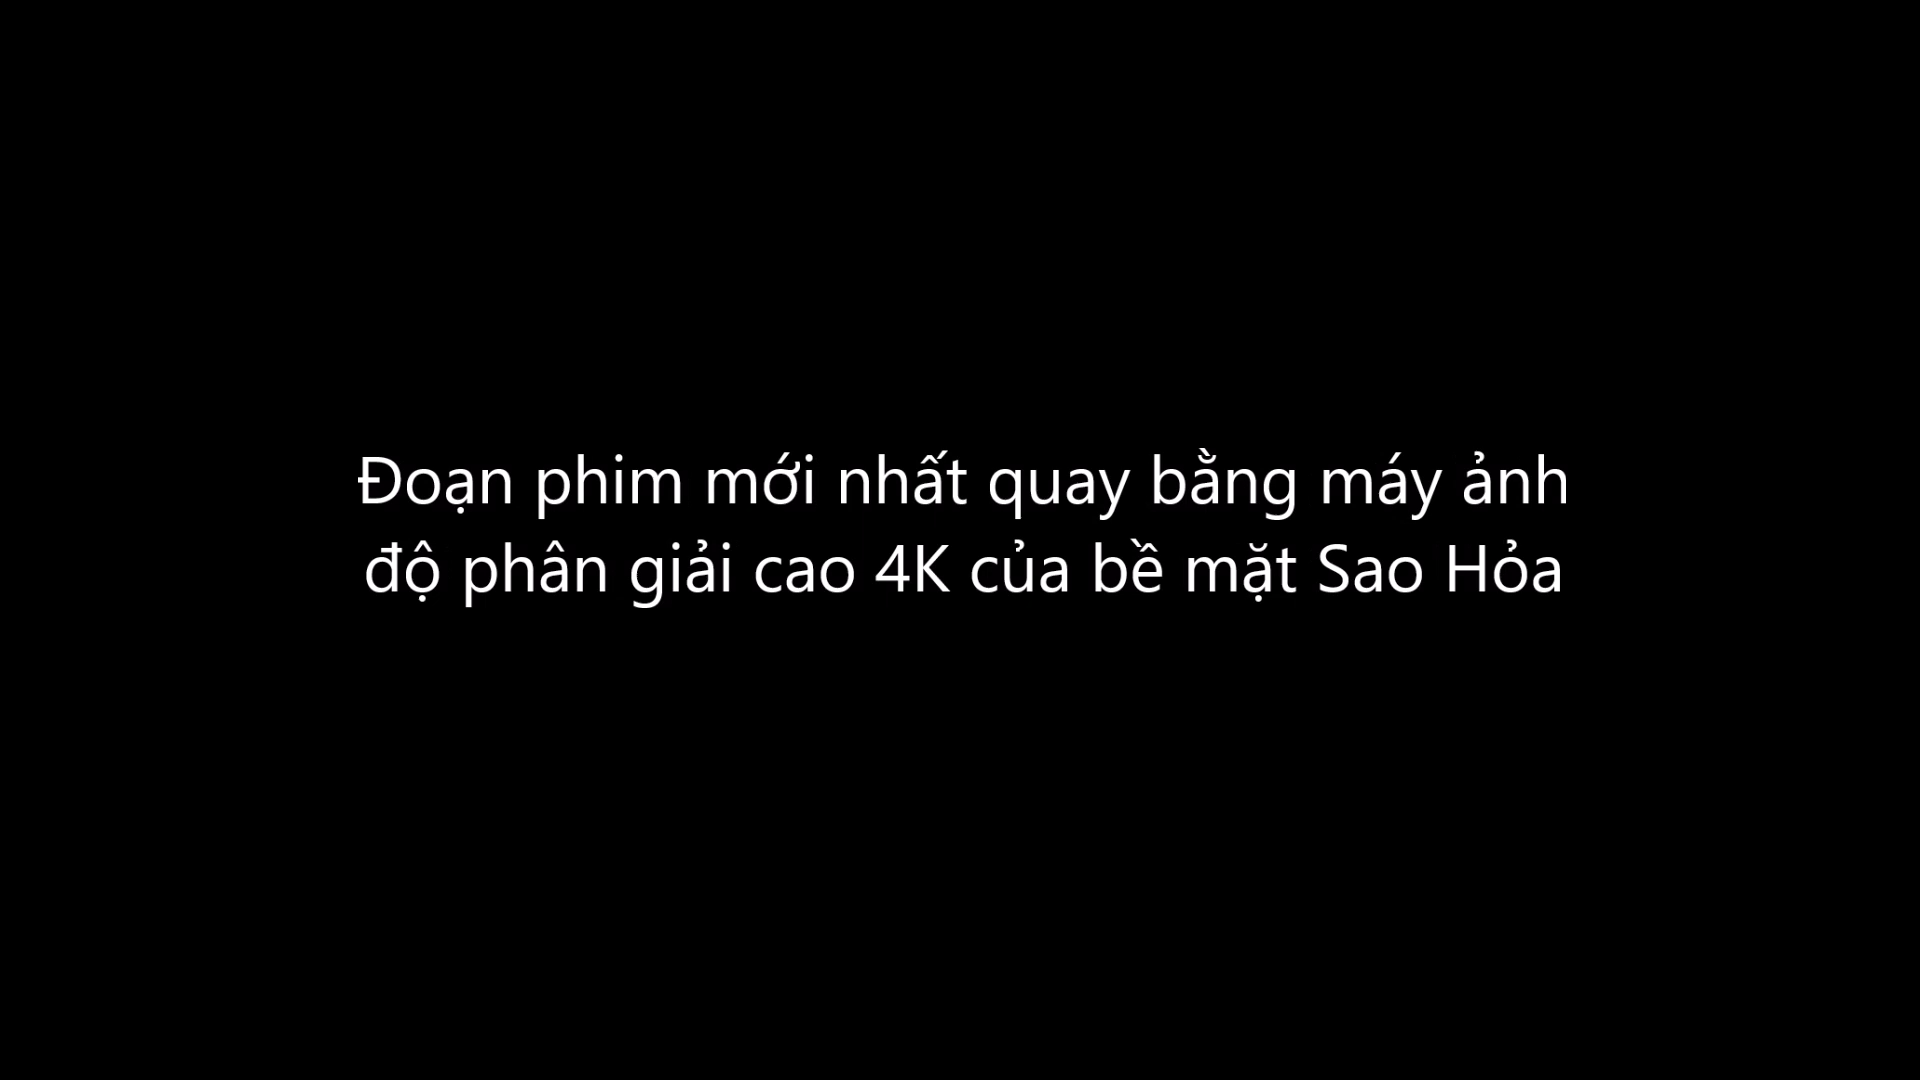 Đoạn phim mới nhất quay bằng máy ảnh
độ phân giải cao 4K của bề mặt Sao Hỏa